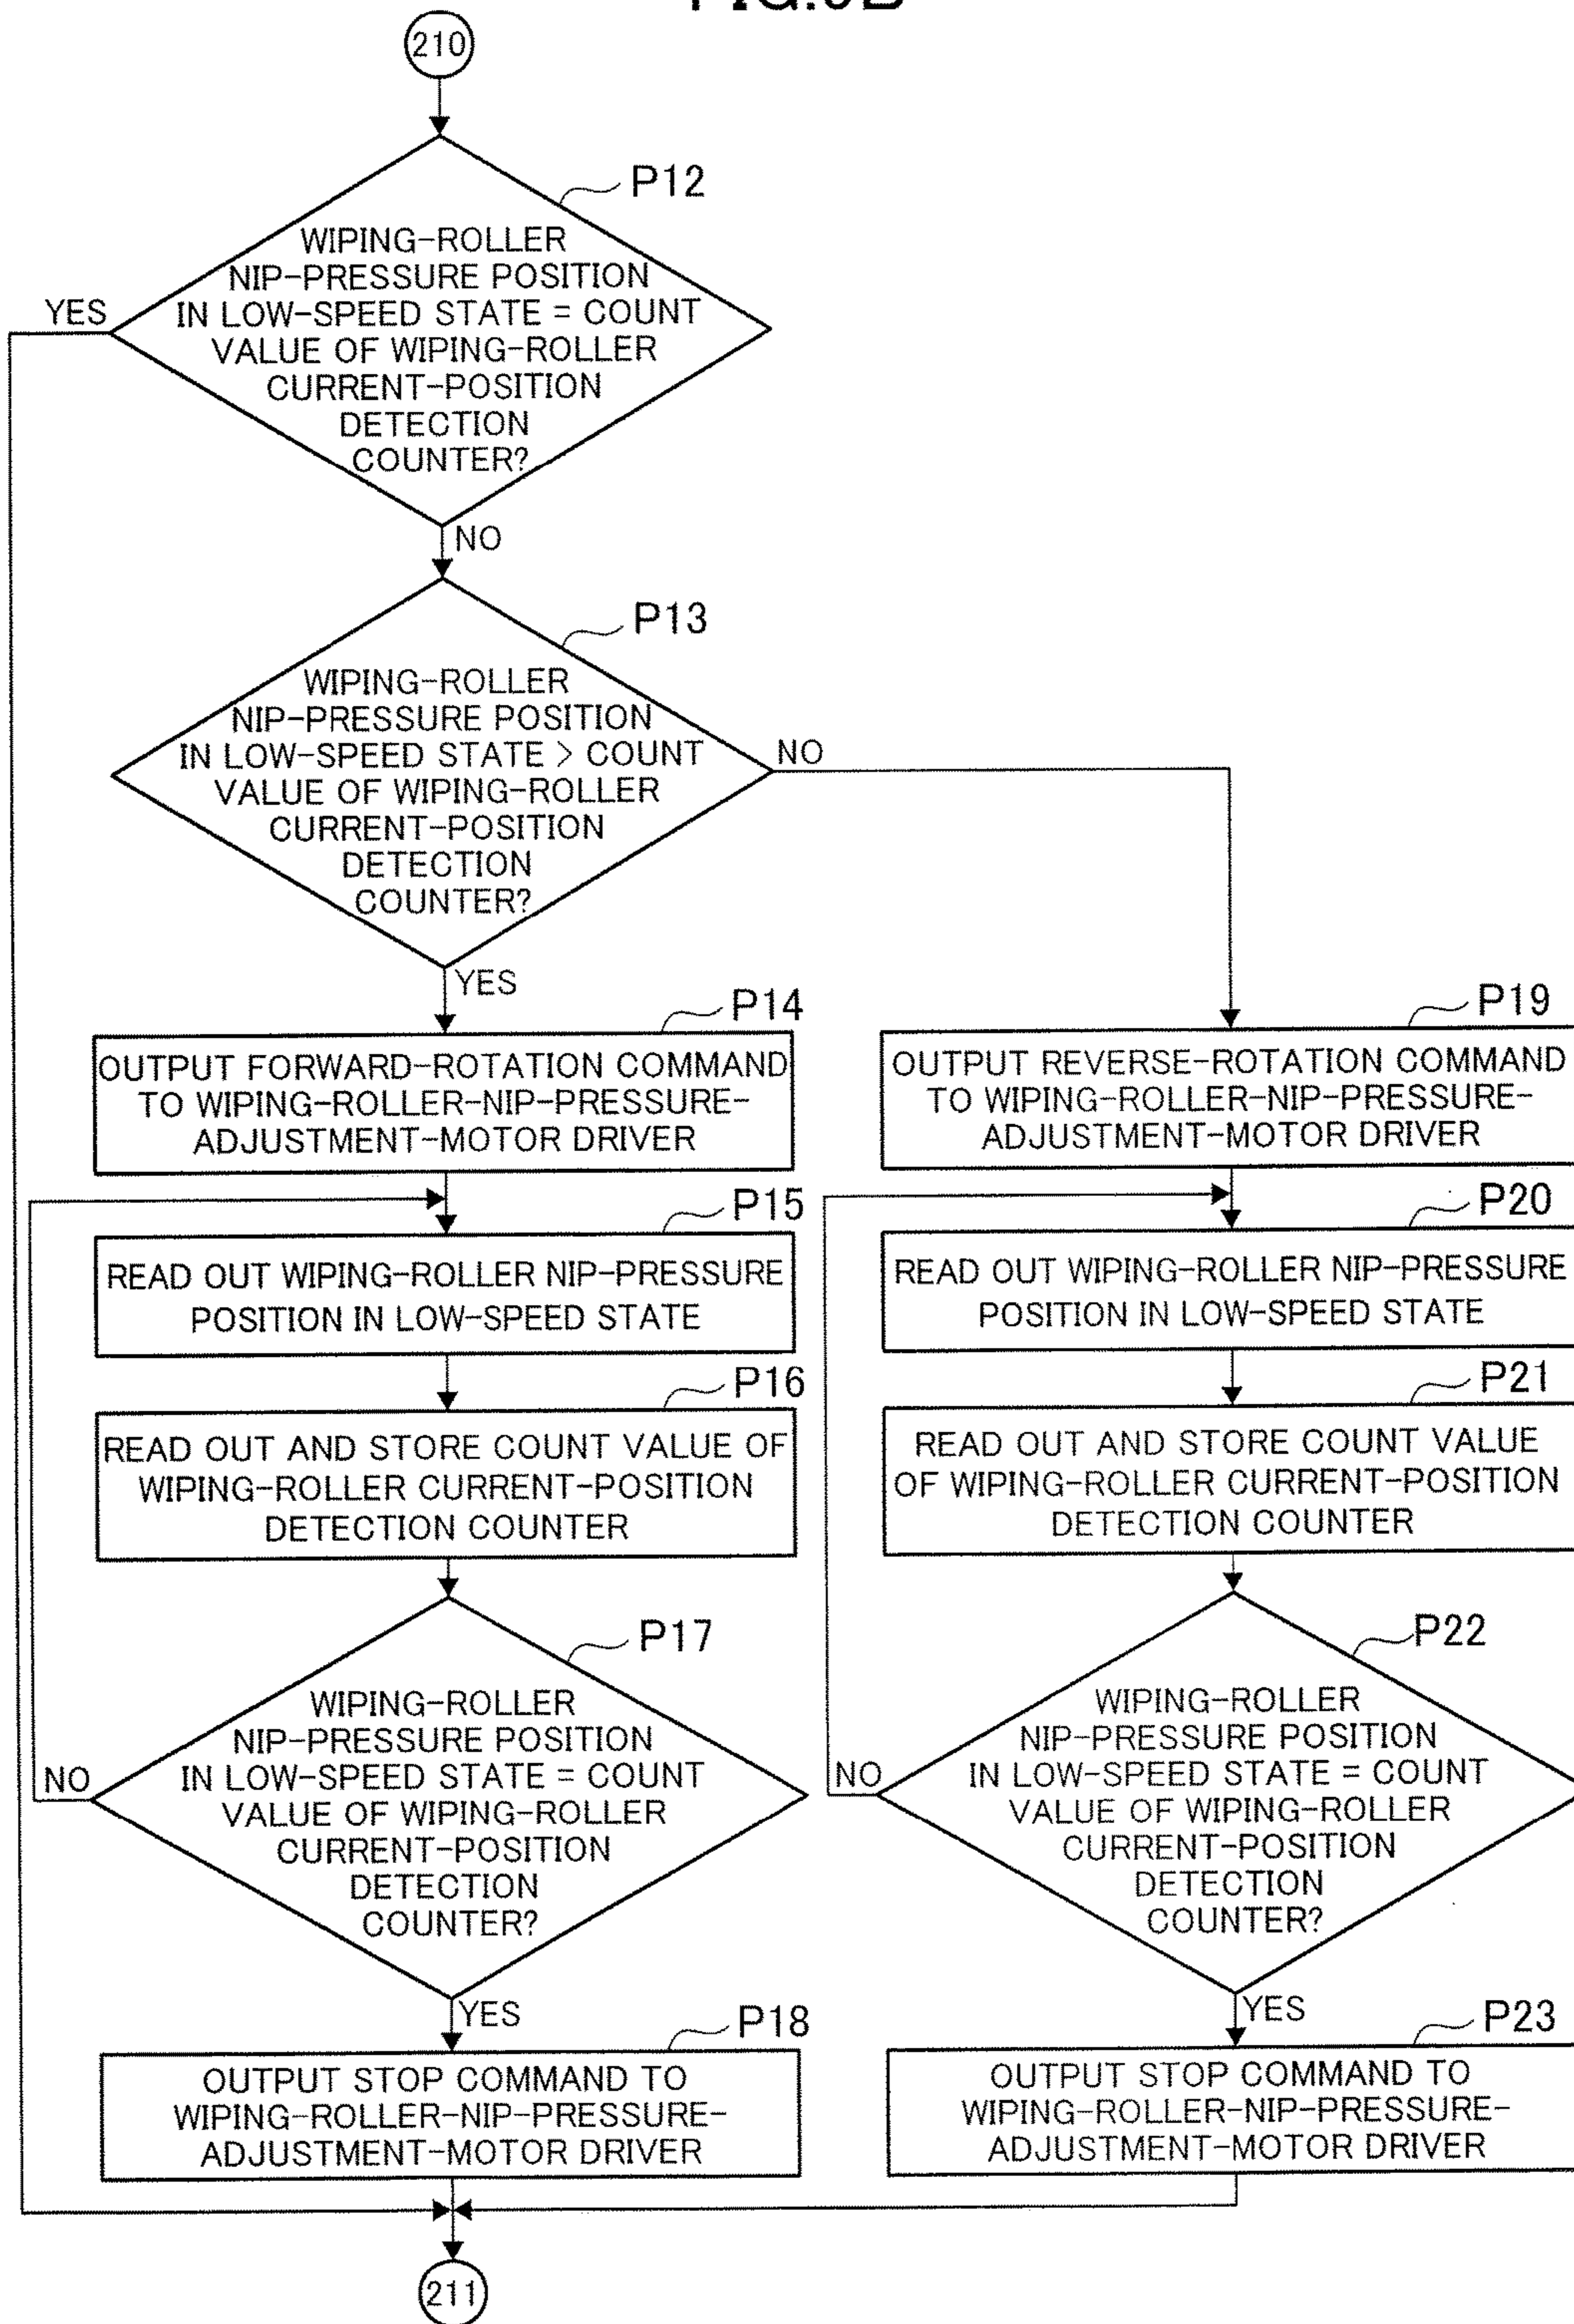 210
P12
WIPING-ROLLER
NIP-PRESSURE POSITION
IN LOW-SPEED STATE = COUNT
VALUE OF WIPING-ROLLER
CURRENT-POSITION
DETECTION
COUNTER?
YES
NO
P13
WIPING-ROLLER
NIP-PRESSURE POSITION
IN LOW-SPEED STATE > COUNT
VALUE OF WIPING-ROLLER
CURRENT-POSITION
DETECTION
COUNTER?
NO
YES
P14
OUTPUT FORWARD-ROTATION COMMAND
TO WIPING-ROLLER-NIP-PRESSURE-
ADJUSTMENT-MOTOR DRIVER
P15
READ OUT WIPING-ROLLER NIP-PRESSURE
POSITION IN LOW-SPEED STATE
P16
READ OUT AND STORE COUNT VALUE OF
WIPING-ROLLER CURRENT-POSITION
DETECTION COUNTER
P17
WIPING-ROLLER
NIP-PRESSURE POSITION
IN LOW-SPEED STATE = COUNT
VALUE OF WIPING-ROLLER
CURRENT-POSITION
DETECTION
COUNTER?
NO
YES
P18
OUTPUT STOP COMMAND TO
WIPING-ROLLER-NIP-PRESSURE-
ADJUSTMENT-MOTOR DRIVER
P19
OUTPUT REVERSE-ROTATION COMMAND
TO WIPING-ROLLER-NIP-PRESSURE-
ADJUSTMENT-MOTOR DRIVER
P20
READ OUT WIPING-ROLLER NIP-PRESSURE
POSITION IN LOW-SPEED STATE
P21
READ OUT AND STORE COUNT VALUE
OF WIPING-ROLLER CURRENT-POSITION
DETECTION COUNTER
P22
WIPING-ROLLER
NIP-PRESSURE POSITION
IN LOW-SPEED STATE = COUNT
VALUE OF WIPING-ROLLER
CURRENT-POSITION
DETECTION
COUNTER?
NO
YES
P23
OUTPUT STOP COMMAND TO
WIPING-ROLLER-NIP-PRESSURE-
ADJUSTMENT-MOTOR DRIVER
211